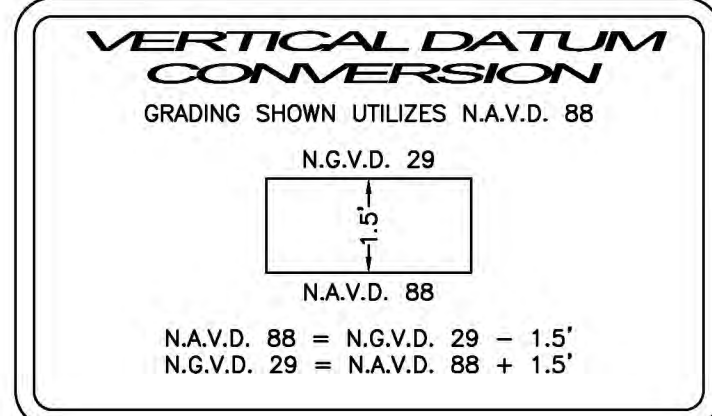 VERTICAL DATUM
CONVERSION
GRADING SHOWN UTILIZES N.A.V.D. 88
N.G.V.D. 29
1.5'
N.A.V.D. 88
N.A.V.D. 88 = N.G.V.D. 29 - 1.5'
N.G.V.D. 29 = N.A.V.D. 88 + 1.5'